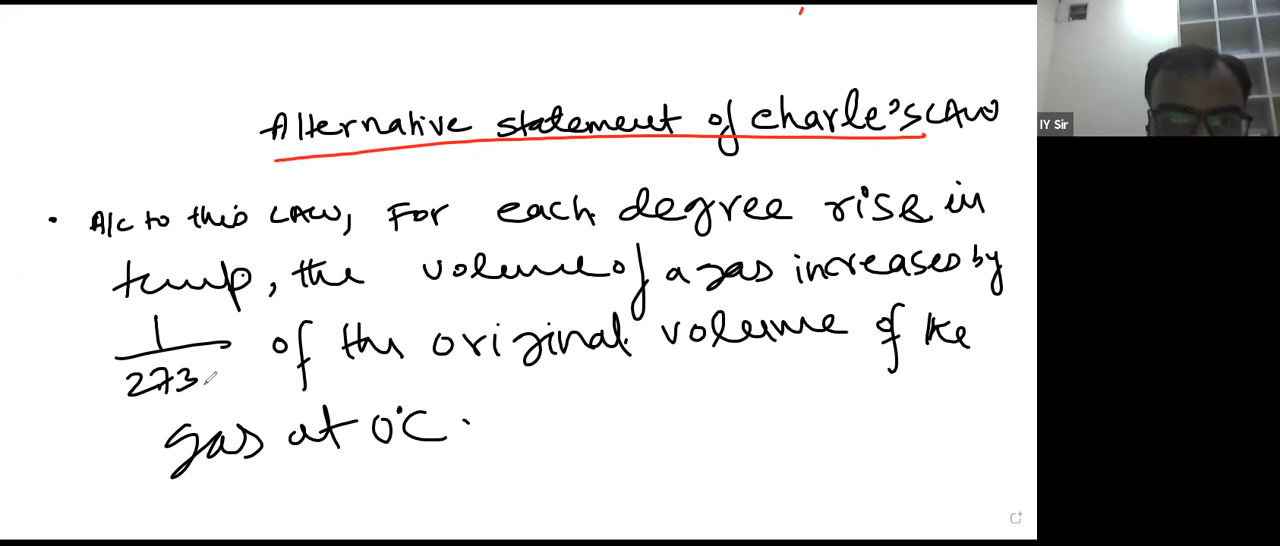 Alternative statement of Charle's LAW
IY Sir
• A/c to this LAW, For each degree rise in
temp, the volume of a gas increases by
1/273 of the original volume of the
gas at 0°C.